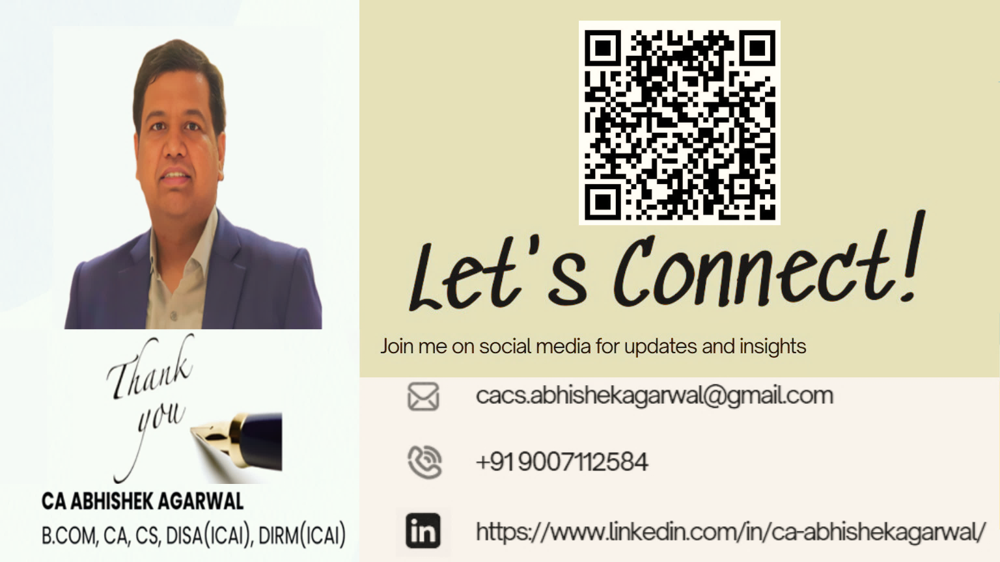 Thank
you
CA ABHISHEK AGARWAL
B.COM, CA, CS, DISA(ICAI), DIRM(ICAI)
Let's Connect!
Join me on social media for updates and insights
cacs.abhishekagarwal@gmail.com
+91 9007112584
in
https://www.linkedin.com/in/ca-abhishekagarwal/